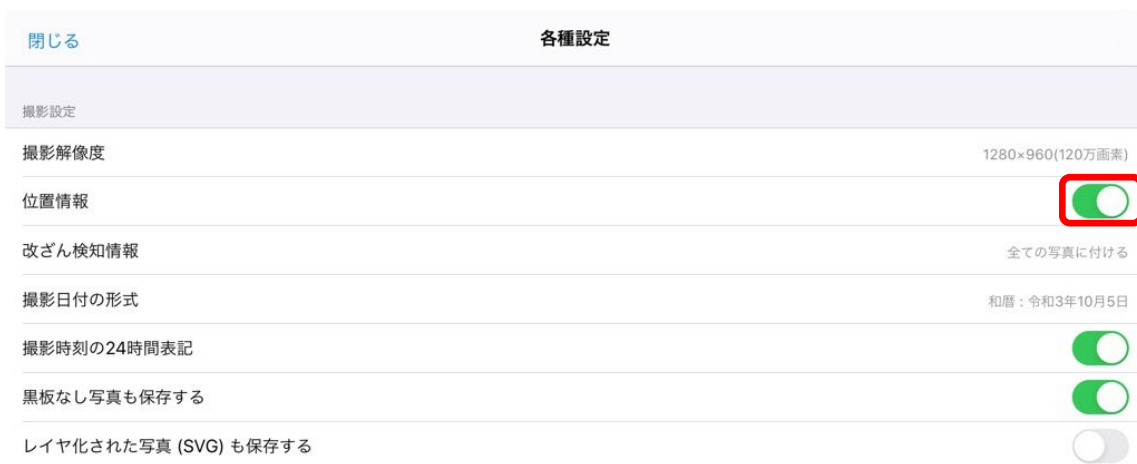 閉じる
各種設定
撮影設定
撮影解像度 1280×960(120万画素)
位置情報
改ざん検知情報 全ての写真に付ける
撮影日付の形式 和暦：令和3年10月5日
撮影時刻の24時間表記
黒板なし写真も保存する
レイヤ化された写真 (SVG) も保存する